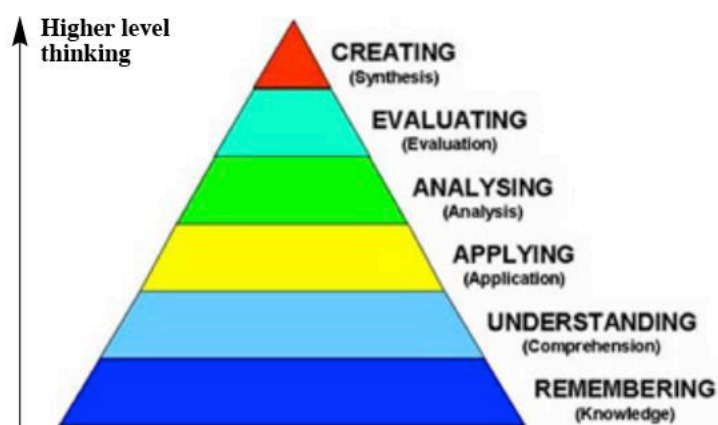 Higher level
thinking
CREATING
(Synthesis)
EVALUATING
(Evaluation)
ANALYSING
(Analysis)
APPLYING
(Application)
UNDERSTANDING
(Comprehension)
REMEMBERING
(Knowledge)